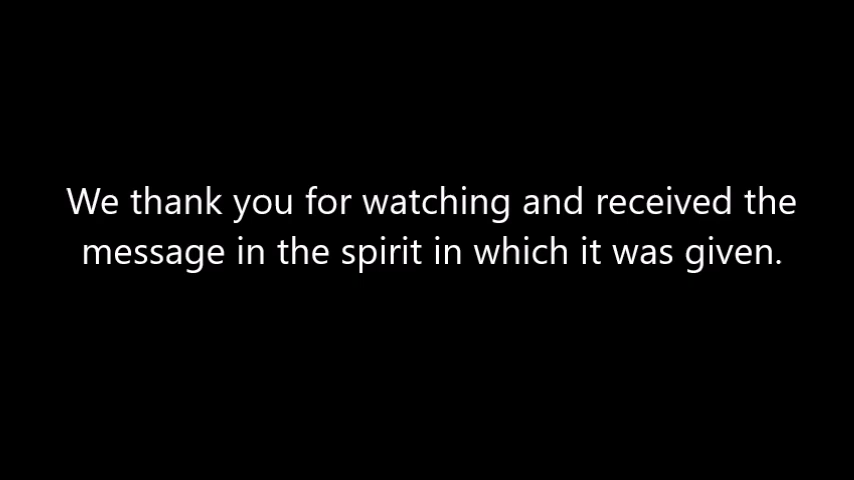 We thank you for watching and received the
message in the spirit in which it was given.